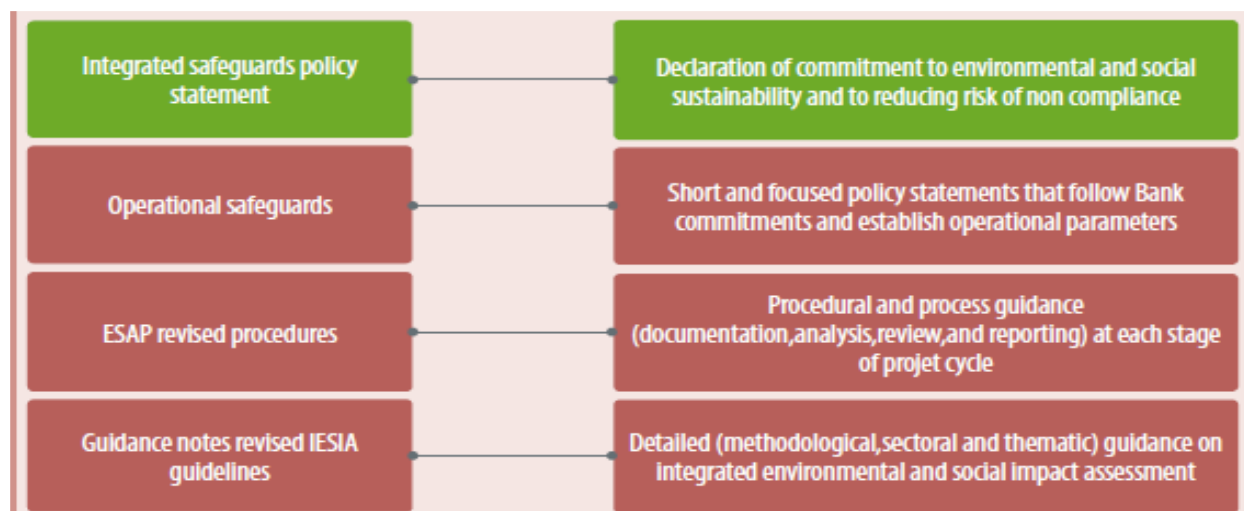 Integrated safeguards policy
statement
Declaration of commitment to environmental and social
sustainability and to reducing risk of non compliance
Operational safeguards
Short and focused policy statements that follow Bank
commitments and establish operational parameters
ESAP revised procedures
Procedural and process guidance
(documentation,analysis,review,and reporting) at each stage
of projet cycle
Guidance notes revised IESIA
guidelines
Detailed (methodological,sectoral and thematic) guidance on
integrated environmental and social impact assessment